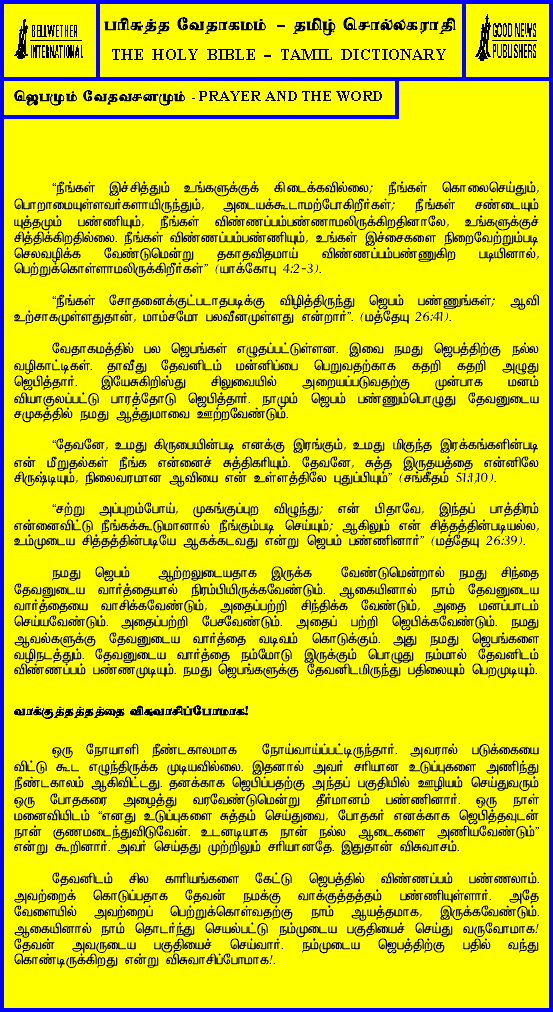 BELLWETHER
INTERNATIONAL
பரிசுத்த வேதாகமம் – தமிழ் சொல்லகராதி
THE HOLY BIBLE – TAMIL DICTIONARY
GOOD NEWS
PUBLISHERS
ஜெபமும் வேதவசனமும் - PRAYER AND THE WORD
“நீங்கள் இச்சித்தும் உங்களுக்குக் கிடைக்கவில்லை; நீங்கள் கொலைசெய்தும்,
பொறாமையுள்ளவர்களாயிருந்தும், அடையக்கூடாமற்போகிறீர்கள்; நீங்கள் சண்டையும்
யுத்தமும் பண்ணியும், நீங்கள் விண்ணப்பம்பண்ணாமலிருக்கிறதினாலே, உங்களுக்குச்
சித்திக்கிறதில்லை. நீங்கள் விண்ணப்பம்பண்ணியும், உங்கள் இச்சைகளை நிறைவேற்றும்படி
செலவழிக்க வேண்டுமென்று தகாதவிதமாய் விண்ணப்பம்பண்ணுகிற படியினால்,
பெற்றுக்கொள்ளாமலிருக்கிறீர்கள்” (யாக்கோபு 4:2-3).
“நீங்கள் சோதனைக்குட்படாதபடிக்கு விழித்திருந்து ஜெபம் பண்ணுங்கள்; ஆவி
உற்சாகமுள்ளதுதான், மாம்சமோ பலவீனமுள்ளது என்றார்”. (மத்தேயு 26:41).
வேதாகமத்தில் பல ஜெபங்கள் எழுதப்பட்டுள்ளன. இவை நமது ஜெபத்திற்கு நல்ல
வழிகாட்டிகள். தாவீது தேவனிடம் மன்னிப்பை பெறுவதற்காக கதறி கதறி அழுது
ஜெபித்தார். இயேசுகிறிஸ்து சிலுவையில் அறையப்படுவதற்கு முன்பாக மனம்
வியாகுலப்பட்டு பாரத்தோடு ஜெபித்தார். நாமும் ஜெபம் பண்ணும்பொழுது தேவனுடைய
சமுகத்தில் நமது ஆத்துமாவை ஊற்றவேண்டும்.
“தேவனே, உமது கிருபையின்படி எனக்கு இரங்கும், உமது மிகுந்த இரக்கங்களின்படி
என் மீறுதல்கள் நீங்க என்னைச் சுத்திகரியும். தேவனே, சுத்த இருதயத்தை என்னிலே
சிருஷ்டியும், நிலைவரமான ஆவியை என் உள்ளத்திலே புதுப்பியும்” (சங்கீதம் 51:1,10).
“சற்று அப்புறம்போய், முகங்குப்புற விழுந்து; என் பிதாவே, இந்தப் பாத்திரம்
என்னைவிட்டு நீங்கக்கூடுமானால் நீங்கும்படி செய்யும்; ஆகிலும் என் சித்தத்தின்படியல்ல,
உம்முடைய சித்தத்தின்படியே ஆகக்கடவது என்று ஜெபம் பண்ணினார்” (மத்தேயு 26:39).
நமது ஜெபம் ஆற்றலுடையதாக இருக்க வேண்டுமென்றால் நமது சிந்தை
தேவனுடைய வார்த்தையால் நிரம்பியிருக்கவேண்டும். ஆகையினால் நாம் தேவனுடைய
வார்த்தையை வாசிக்கவேண்டும், அதைப்பற்றி சிந்திக்க வேண்டும், அதை மனப்பாடம்
செய்யவேண்டும். அதைப்பற்றி பேசவேண்டும். அதைப் பற்றி ஜெபிக்கவேண்டும். நமது
ஆவல்களுக்கு தேவனுடைய வார்த்தை வடிவம் கொடுக்கும். அது நமது ஜெபங்களை
வழிநடத்தும். தேவனுடைய வார்த்தை நம்மோடு இருக்கும் பொழுது நம்மால் தேவனிடம்
விண்ணப்பம் பண்ணமுடியும். நமது ஜெபங்களுக்கு தேவனிடமிருந்து பதிலையும் பெறமுடியும்.
வாக்குத்தத்தத்தை விசுவாசிப்போமாக!
ஒரு நோயாளி நீண்டகாலமாக நோய்வாய்ப்பட்டிருந்தார். அவரால் படுக்கையை
விட்டு கூட எழுந்திருக்க முடியவில்லை. இதனால் அவர் சரியான உடுப்புகளை அணிந்து
நீண்டகாலம் ஆகிவிட்டது. தனக்காக ஜெபிப்பதற்கு அந்தப் பகுதியில் ஊழியம் செய்துவரும்
ஒரு போதகரை அழைத்து வரவேண்டுமென்று தீர்மானம் பண்ணினார். ஒரு நாள்
மனைவியிடம் “எனது உடுப்புகளை சுத்தம் செய்துவை, போதகர் எனக்காக ஜெபித்தவுடன்
நான் குணமடைந்துவிடுவேன். உடனடியாக நான் நல்ல ஆடைகளை அணியவேண்டும்”
என்று கூறினார். அவர் செய்தது முற்றிலும் சரியானதே. இதுதான் விசுவாசம்.
தேவனிடம் சில காரியங்களை கேட்டு ஜெபத்தில் விண்ணப்பம் பண்ணலாம்.
அவற்றைக் கொடுப்பதாக தேவன் நமக்கு வாக்குத்தத்தம் பண்ணியுள்ளார். அதே
வேளையில் அவற்றைப் பெற்றுக்கொள்வதற்கு நாம் ஆயத்தமாக, இருக்கவேண்டும்.
ஆகையினால் நாம் தொடர்ந்து செயல்பட்டு நம்முடைய பகுதியைச் செய்து வருவோமாக!
தேவன் அவருடைய பகுதியைச் செய்வார். நம்முடைய ஜெபத்திற்கு பதில் வந்து
கொண்டிருக்கிறது என்று விசுவாசிப்போமாக!.